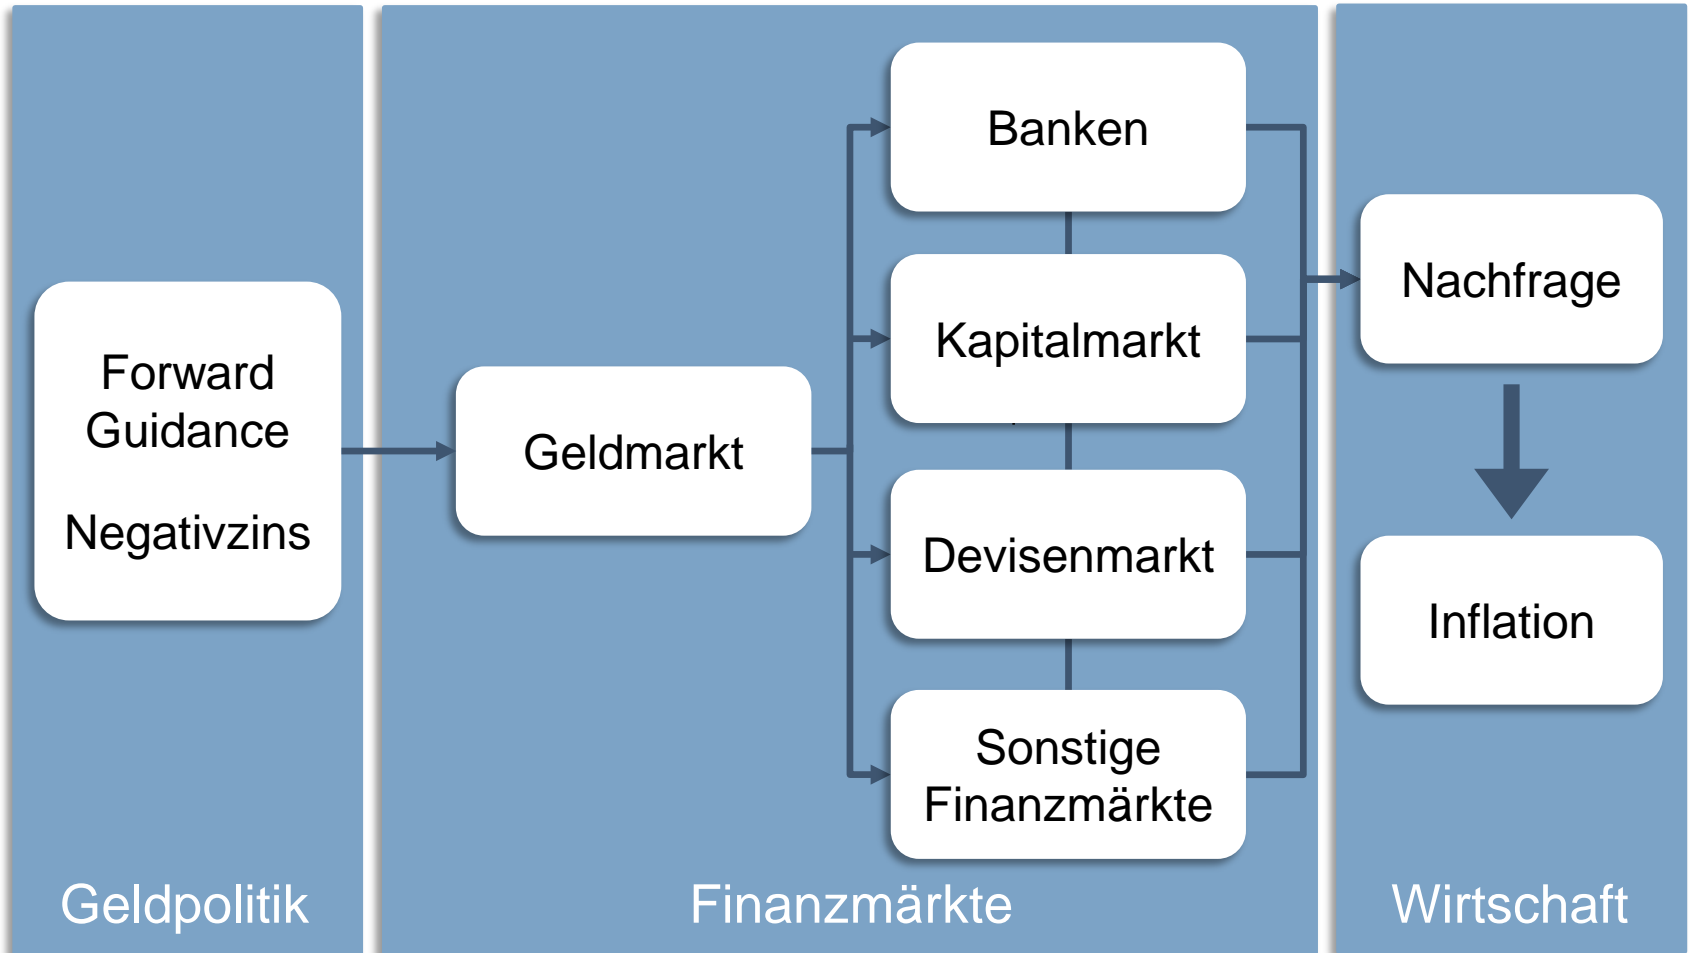 Forward
Guidance
Negativzins
Geldpolitik
Geldmarkt
Banken
Kapitalmarkt
Devisenmarkt
Sonstige
Finanzmärkte
Finanzmärkte
Nachfrage
Inflation
Wirtschaft